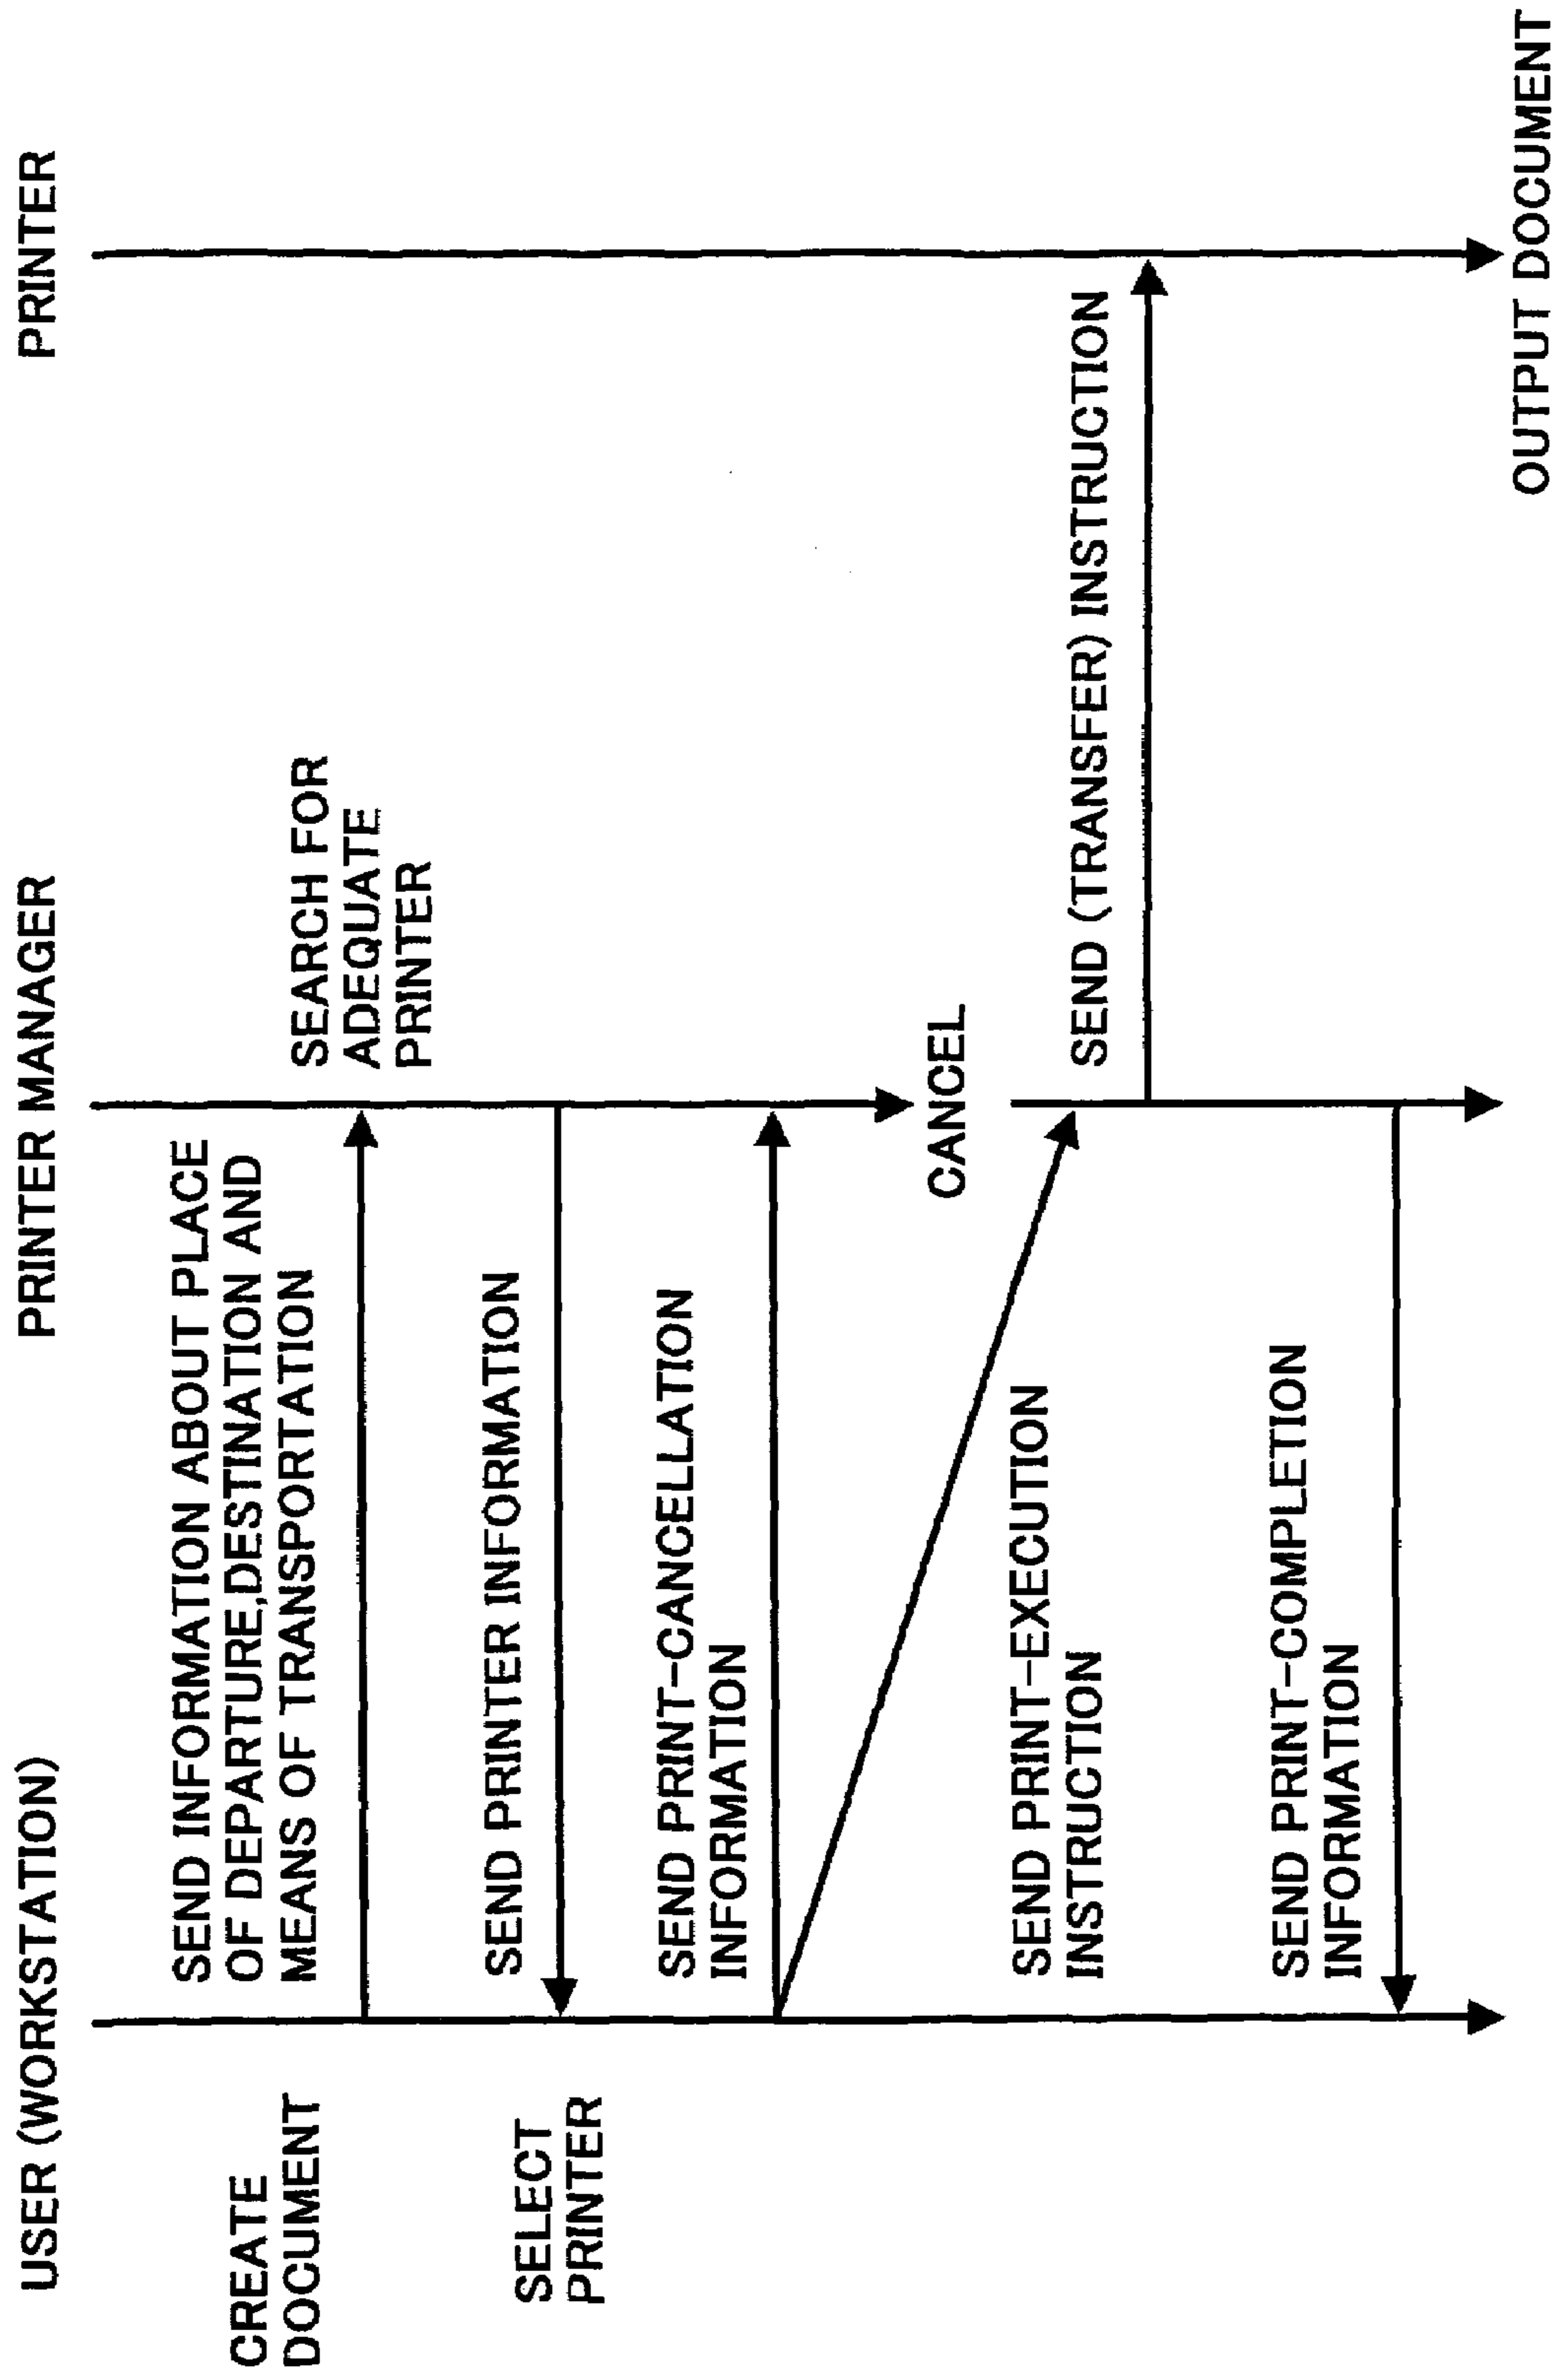 USER (WORKSTATION)
PRINTER MANAGER
PRINTER
CREATE
DOCUMENT
SEND INFORMATION ABOUT PLACE
OF DEPARTURE,DESTINATION AND
MEANS OF TRANSPORTATION
SEARCH FOR
ADEQUATE
PRINTER
SEND PRINTER INFORMATION
SELECT
PRINTER
SEND PRINT-CANCELLATION
INFORMATION
CANCEL
SEND PRINT-EXECUTION
INSTRUCTION
SEND (TRANSFER) INSTRUCTION
SEND PRINT-COMPLETION
INFORMATION
OUTPUT DOCUMENT